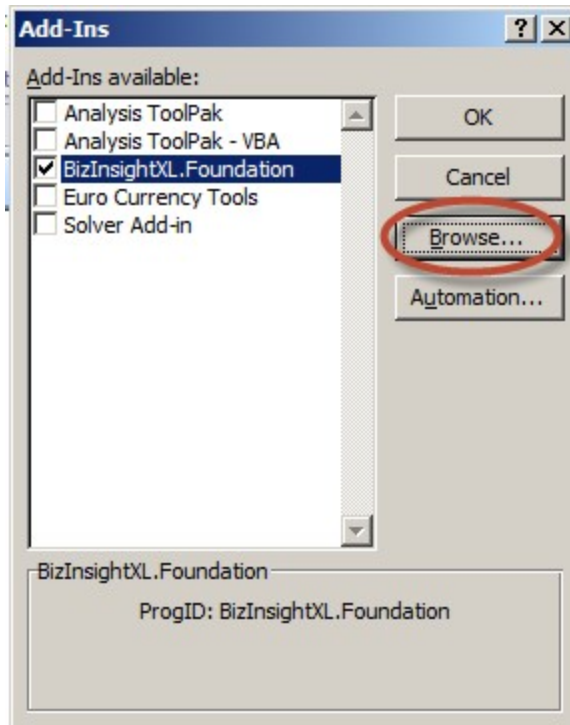 Add-Ins
Add-Ins available:
Analysis ToolPak
Analysis ToolPak - VBA
BizInsightXL.Foundation
Euro Currency Tools
Solver Add-in
OK
Cancel
Browse...
Automation...
BizInsightXL.Foundation
ProgID: BizInsightXL.Foundation